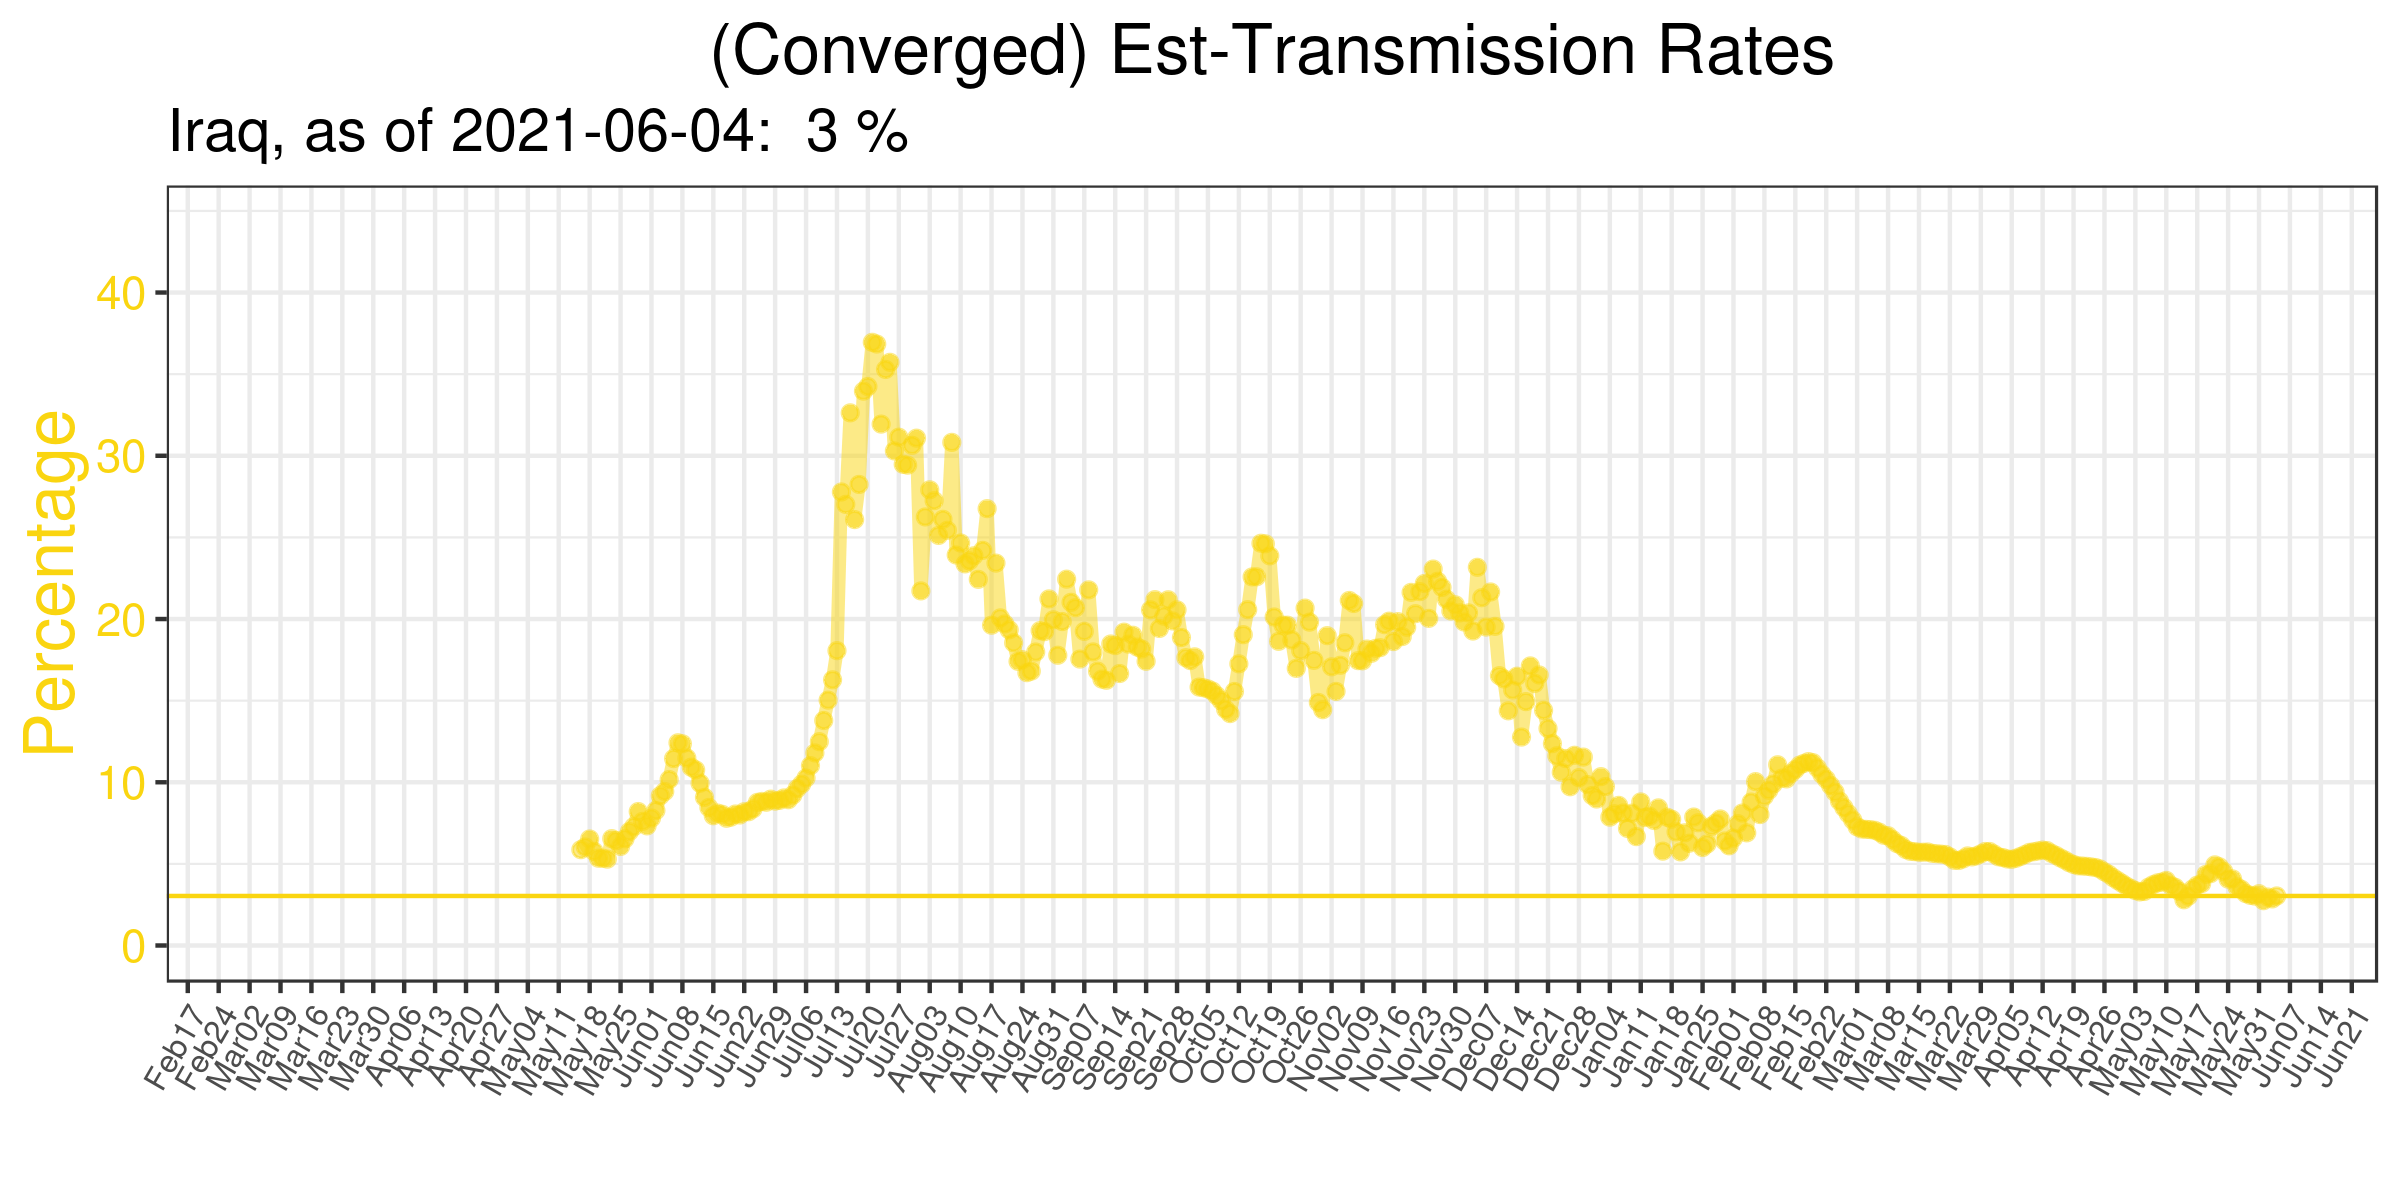 (Converged) Est-Transmission Rates
Iraq, as of 2021-06-04:  3 %
Percentage
40
30
20
10
0
Feb17
Feb24
Mar02
Mar09
Mar16
Mar23
Mar30
Apr06
Apr13
Apr20
Apr27
May04
May11
May18
May25
Jun01
Jun08
Jun15
Jun22
Jun29
Jul06
Jul13
Jul20
Jul27
Aug03
Aug10
Aug17
Aug24
Aug31
Sep07
Sep14
Sep21
Sep28
Oct05
Oct12
Oct19
Oct26
Nov02
Nov09
Nov16
Nov23
Nov30
Dec07
Dec14
Dec21
Dec28
Jan04
Jan11
Jan18
Jan25
Feb01
Feb08
Feb15
Feb22
Mar01
Mar08
Mar15
Mar22
Mar29
Apr05
Apr12
Apr19
Apr26
May03
May10
May17
May24
May31
Jun07
Jun14
Jun21